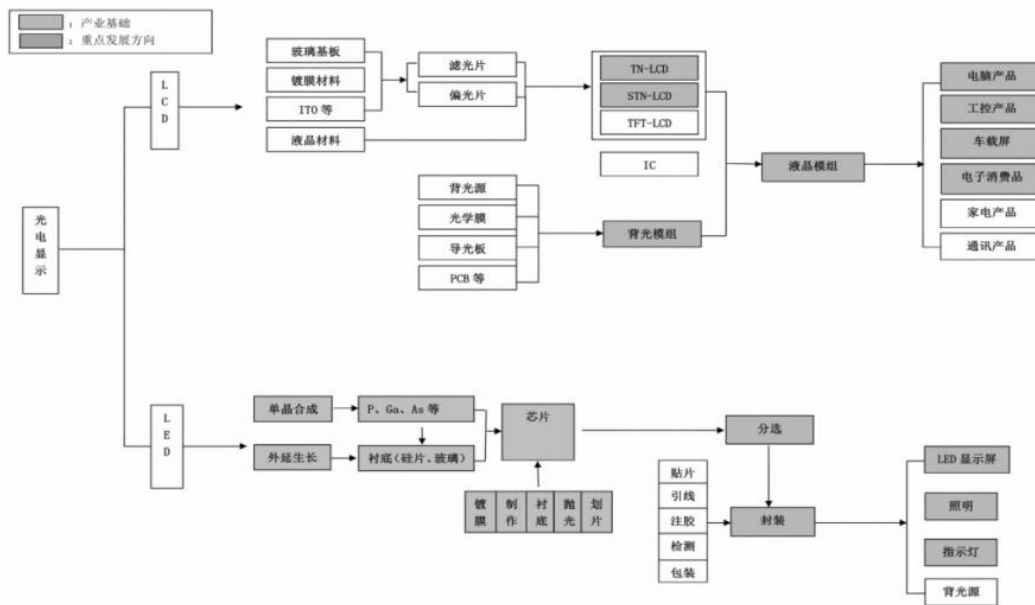 ：产业基础
：重点发展方向
光电显示
LCD
玻璃基板
镀膜材料
ITO 等
液晶材料
滤光片
偏光片
TN-LCD
STN-LCD
TFT-LCD
IC
背光源
光学膜
导光板
PCB 等
背光模组
液晶模组
电脑产品
工控产品
车载屏
电子消费品
家电产品
通讯产品
LED
单晶合成
外延生长
P、Ga、As 等
衬底(硅片、玻璃)
芯片
镀膜
制作
衬底
抛光
划片
分选
贴片
引线
注胶
检测
包装
封装
LED 显示屏
照明
指示灯
背光源